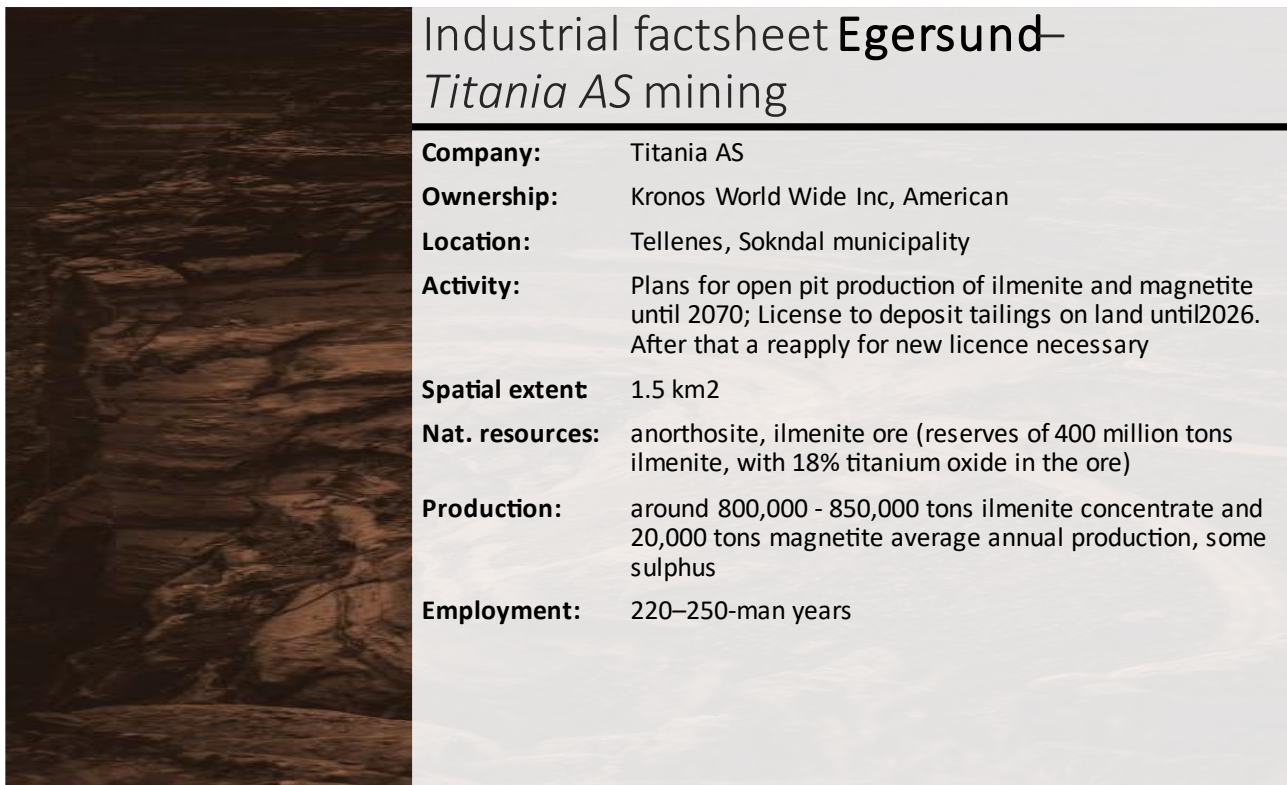 Industrial factsheet Egersund–
Titania AS mining
Company: Titania AS
Ownership: Kronos World Wide Inc, American
Location: Tellenes, Sokndal municipality
Activity: Plans for open pit production of ilmenite and magnetite
until 2070; License to deposit tailings on land until2026.
After that a reapply for new licence necessary
Spatial extent: 1.5 km2
Nat. resources: anorthosite, ilmenite ore (reserves of 400 million tons
ilmenite, with 18% titanium oxide in the ore)
Production: around 800,000 - 850,000 tons ilmenite concentrate and
20,000 tons magnetite average annual production, some
sulphus
Employment: 220–250-man years